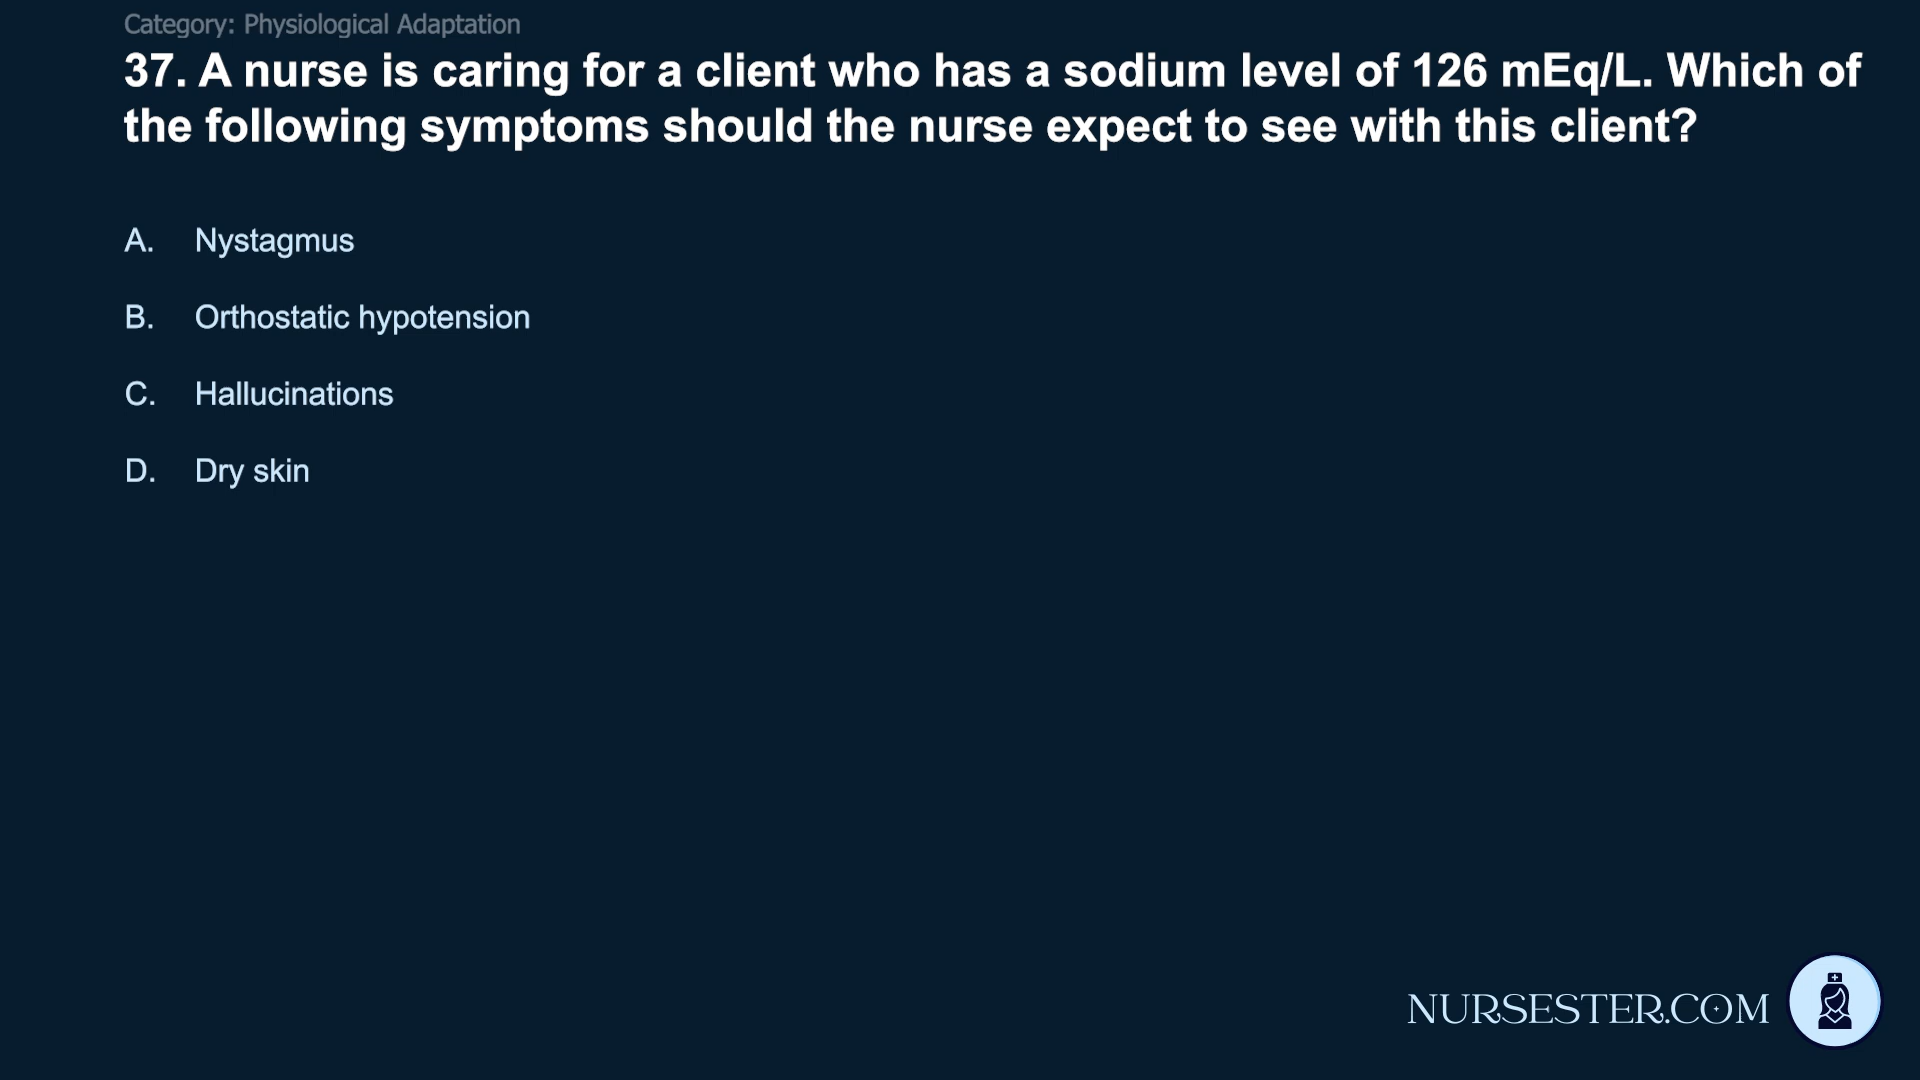 Category: Physiological Adaptation
37. A nurse is caring for a client who has a sodium level of 126 mEq/L. Which of
the following symptoms should the nurse expect to see with this client?
A. Nystagmus
B. Orthostatic hypotension
C. Hallucinations
D. Dry skin
NURSESTER.COM